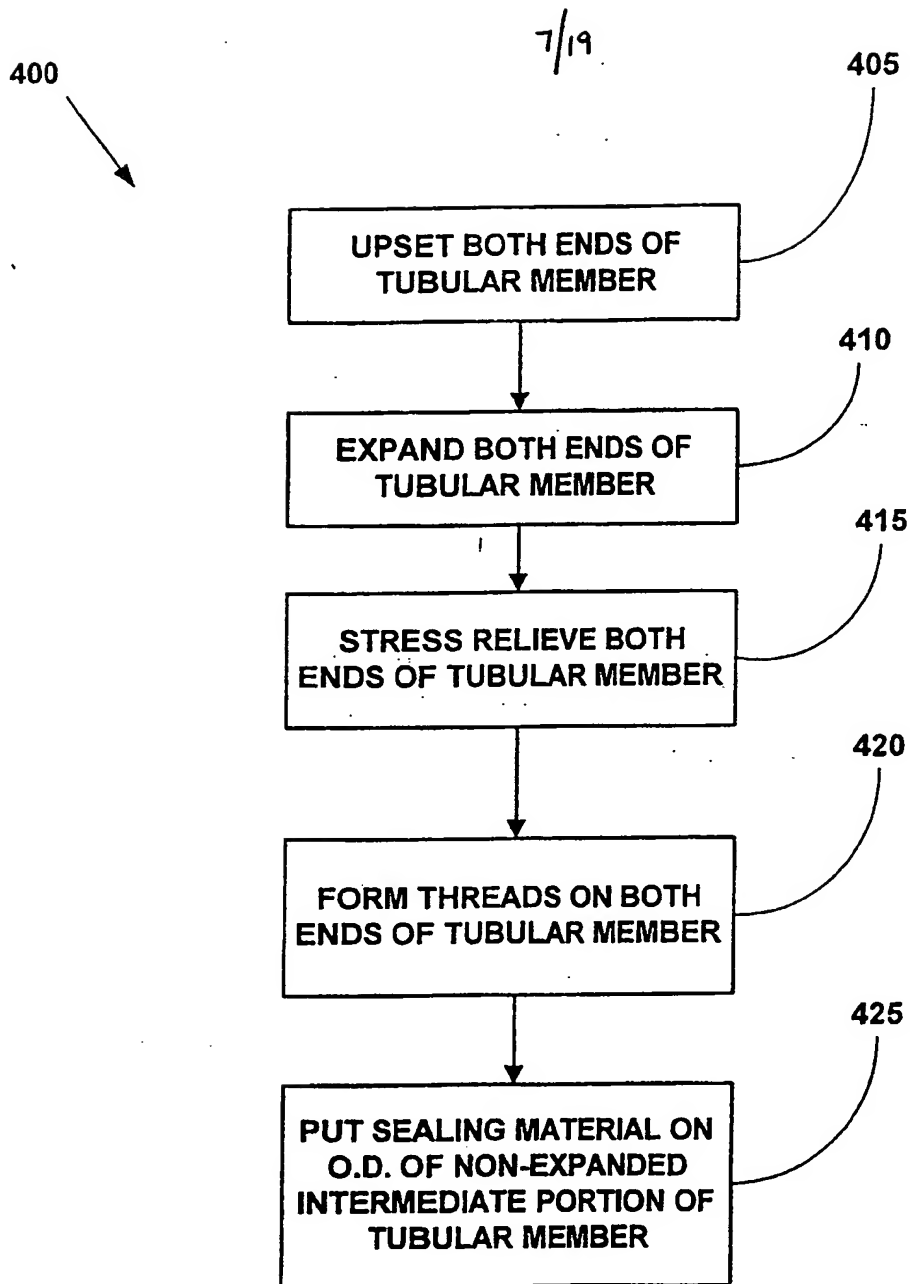 7/19
400
405
UPSET BOTH ENDS OF
TUBULAR MEMBER
410
EXPAND BOTH ENDS OF
TUBULAR MEMBER
415
STRESS RELIEVE BOTH
ENDS OF TUBULAR MEMBER
420
FORM THREADS ON BOTH
ENDS OF TUBULAR MEMBER
425
PUT SEALING MATERIAL ON
O.D. OF NON-EXPANDED
INTERMEDIATE PORTION OF
TUBULAR MEMBER